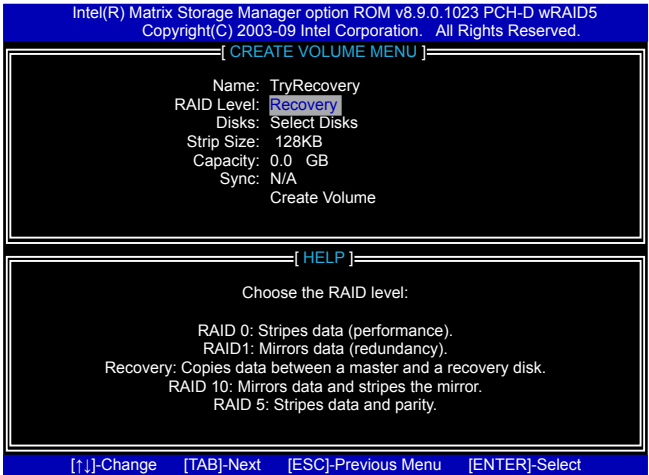 Intel(R) Matrix Storage Manager option ROM v8.9.0.1023 PCH-D wRAID5
Copyright(C) 2003-09 Intel Corporation. All Rights Reserved.
[ CREATE VOLUME MENU ]
Name: TryRecovery
RAID Level: Recovery
Disks: Select Disks
Strip Size: 128KB
Capacity: 0.0 GB
Sync: N/A
Create Volume
[ HELP ]
Choose the RAID level:
RAID 0: Stripes data (performance).
RAID1: Mirrors data (redundancy).
Recovery: Copies data between a master and a recovery disk.
RAID 10: Mirrors data and stripes the mirror.
RAID 5: Stripes data and parity.
[↑↓]-Change [TAB]-Next [ESC]-Previous Menu [ENTER]-Select